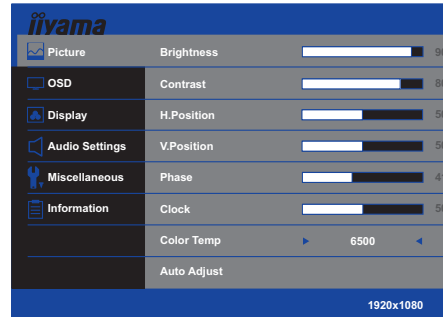 iiyama
Picture
Brightness
OSD
Contrast
Display
H.Position
Audio Settings
V.Position
Miscellaneous
Phase
Information
Clock
Color Temp 6500
Auto Adjust
1920x1080